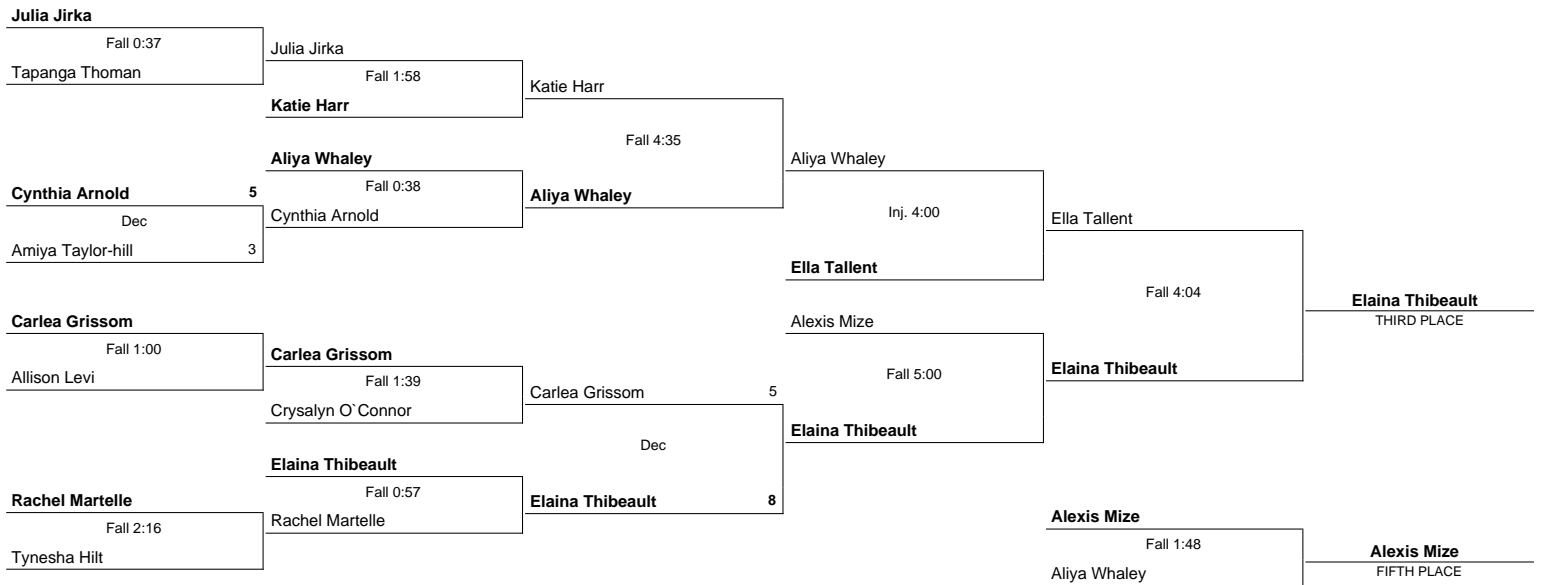 Julia Jirka
Fall 0:37
Tapanga Thoman
Cynthia Arnold 5
Dec
Amiya Taylor-hill 3
Carlea Grissom
Fall 1:00
Allison Levi
Rachel Martelle
Fall 2:16
Tynesha Hilt
Julia Jirka
Fall 1:58
Katie Harr
Aliya Whaley
Fall 0:38
Cynthia Arnold
Carlea Grissom
Fall 1:39
Crysalyn O`Connor
Elaina Thibeault
Fall 0:57
Rachel Martelle
Katie Harr
Fall 4:35
Aliya Whaley
Carlea Grissom 5
Dec
Elaina Thibeault 8
Aliya Whaley
Inj. 4:00
Ella Tallent
Alexis Mize
Fall 5:00
Elaina Thibeault
Ella Tallent
Fall 4:04
Elaina Thibeault
Elaina Thibeault
THIRD PLACE
Alexis Mize
Fall 1:48
Aliya Whaley
Alexis Mize
FIFTH PLACE